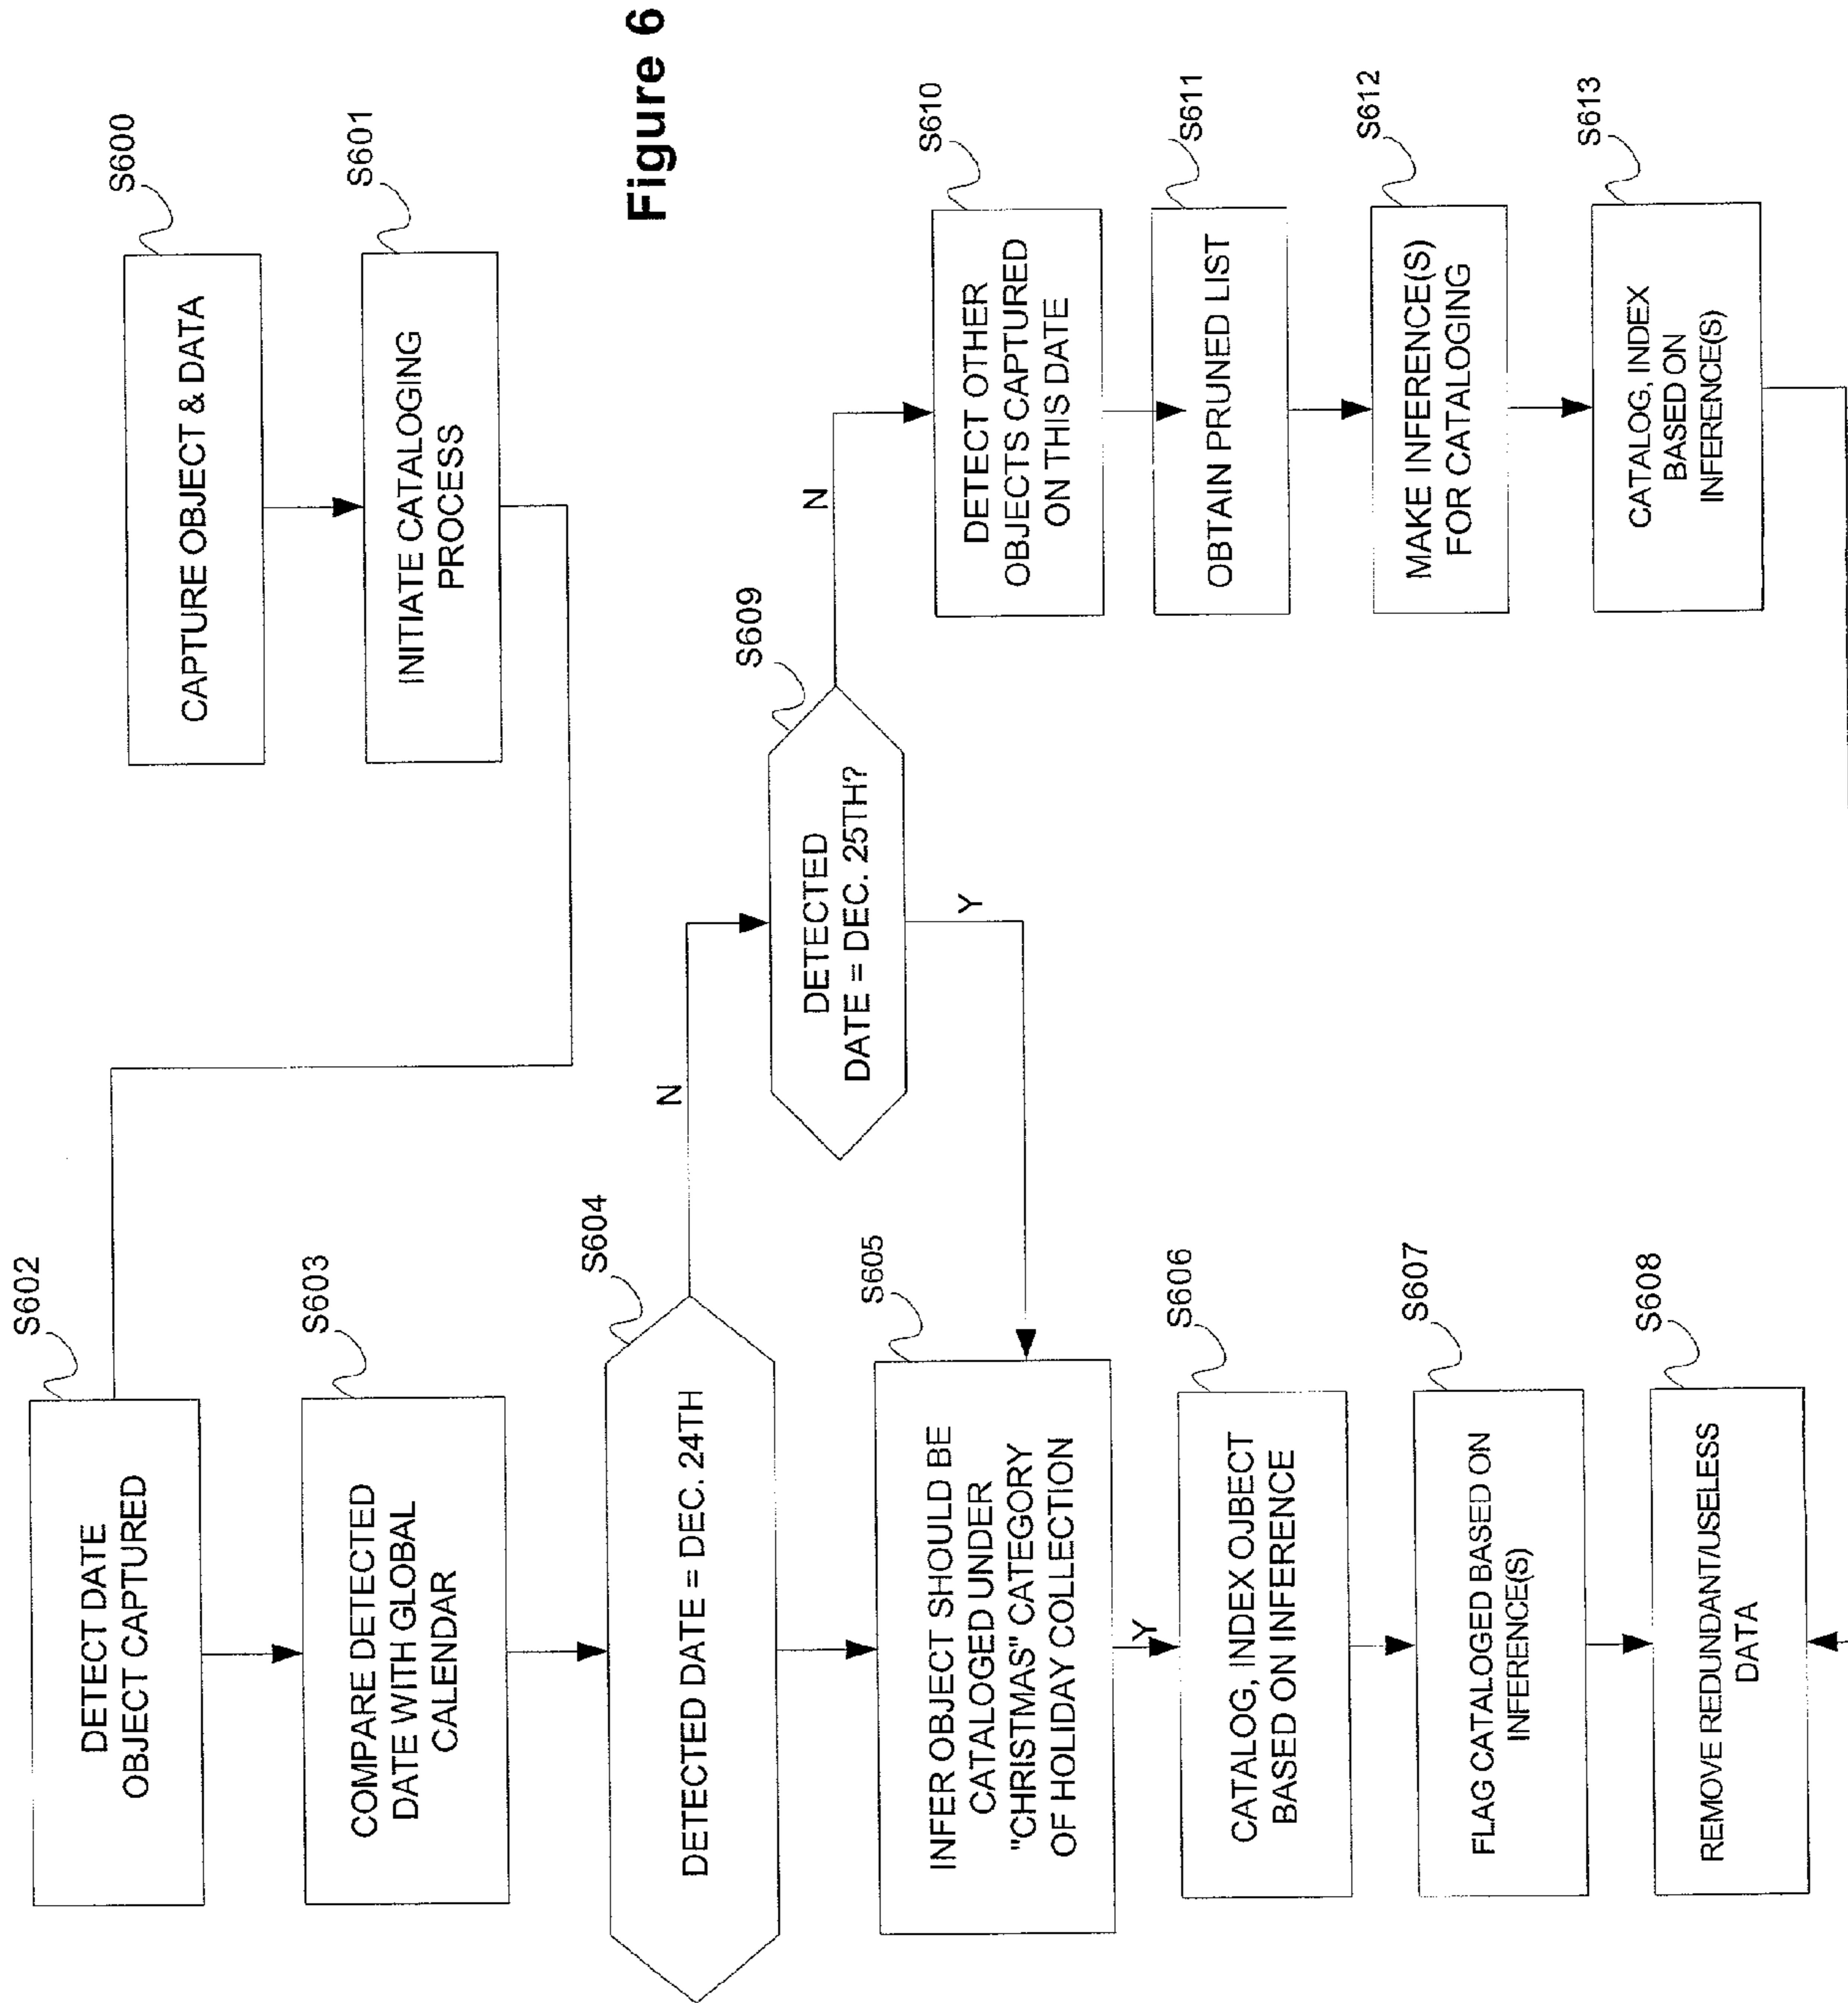 S600
CAPTURE OBJECT & DATA
S601
INITIATE CATALOGING
PROCESS
S602
DETECT DATE
OBJECT CAPTURED
S603
COMPARE DETECTED
DATE WITH GLOBAL
CALENDAR
S604
DETECTED DATE = DEC. 24TH
N
S605
INFER OBJECT SHOULD BE
CATALOGED UNDER
"CHRISTMAS" CATEGORY
OF HOLIDAY COLLECTION
Y
S606
CATALOG, INDEX OJBECT
BASED ON INFERENCE
S607
FLAG CATALOGED BASED ON
INFERENCE(S)
S608
REMOVE REDUNDANT/USELESS
DATA
S609
DETECTED
DATE = DEC. 25TH?
Y
N
S610
DETECT OTHER
OBJECTS CAPTURED
ON THIS DATE
S611
OBTAIN PRUNED LIST
S612
MAKE INFERENCE(S)
FOR CATALOGING
S613
CATALOG, INDEX
BASED ON
INFERENCE(S)
Figure 6